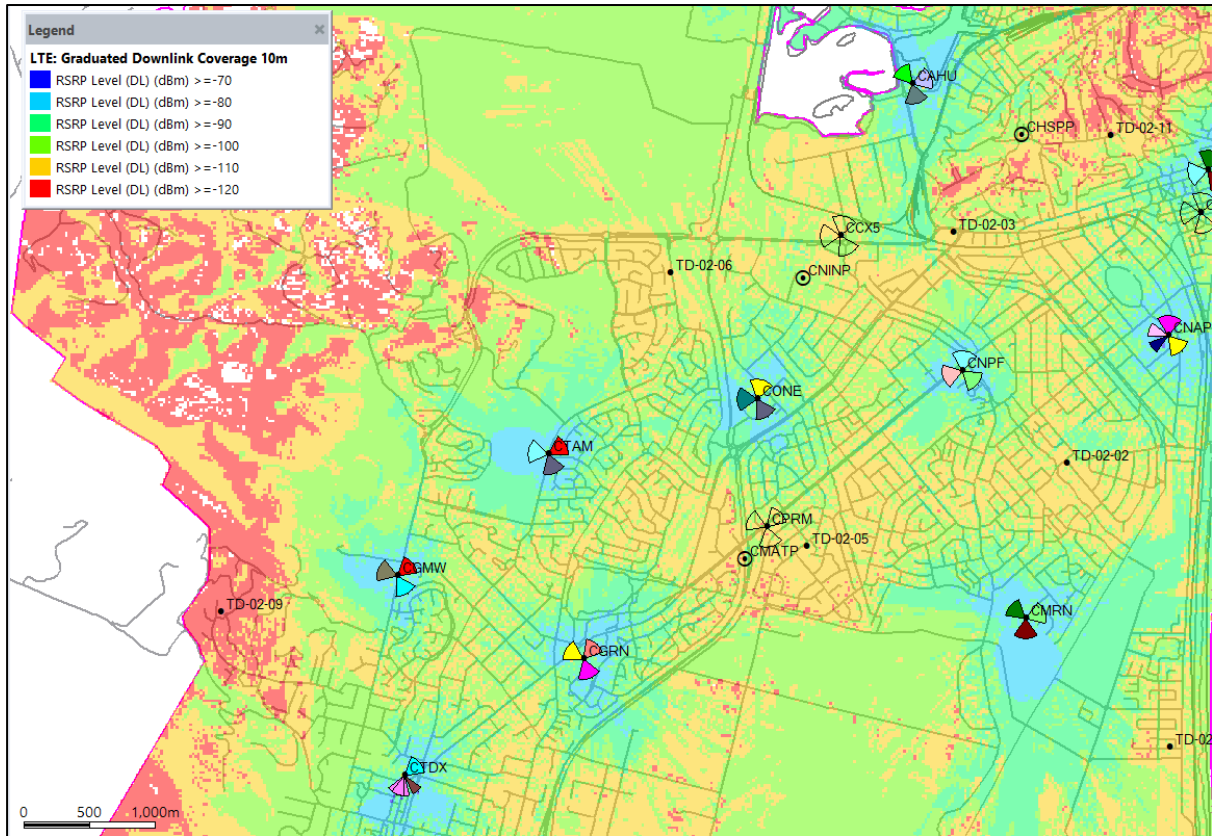 Legend
LTE: Graduated Downlink Coverage 10m
RSRP Level (DL) (dBm) >=-70
RSRP Level (DL) (dBm) >=-80
RSRP Level (DL) (dBm) >=-90
RSRP Level (DL) (dBm) >=-100
RSRP Level (DL) (dBm) >=-110
RSRP Level (DL) (dBm) >=-120
CAHU
CHSPP
TD-02-11
CCX5
TD-02-03
TD-02-06
CNINP
CNAP
CNPF
CONE
CTAM
TD-02-02
CPRM
TD-02-05
CMATP
CGMW
TD-02-09
CMRN
CGRN
TD-02
CTDX
0 500 1,000m